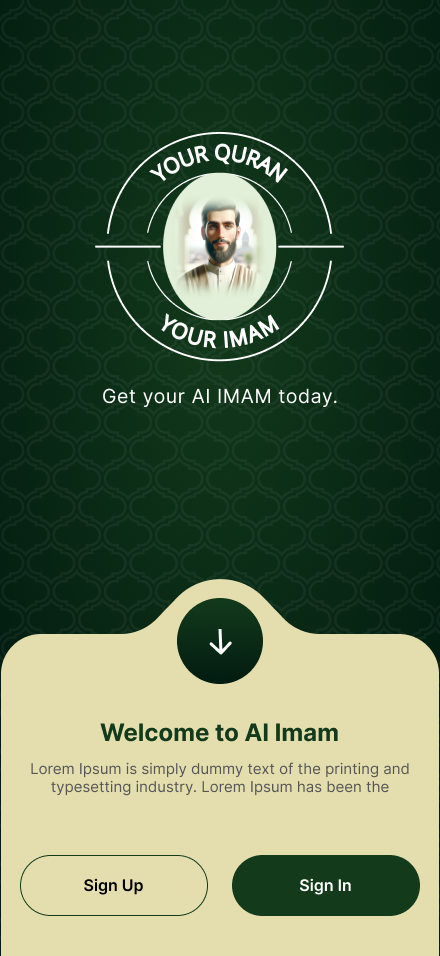 YOUR QURAN
YOUR IMAM
Get your AI IMAM today.
Welcome to AI Imam
Lorem Ipsum is simply dummy text of the printing and
typesetting industry. Lorem Ipsum has been the
Sign Up
Sign In